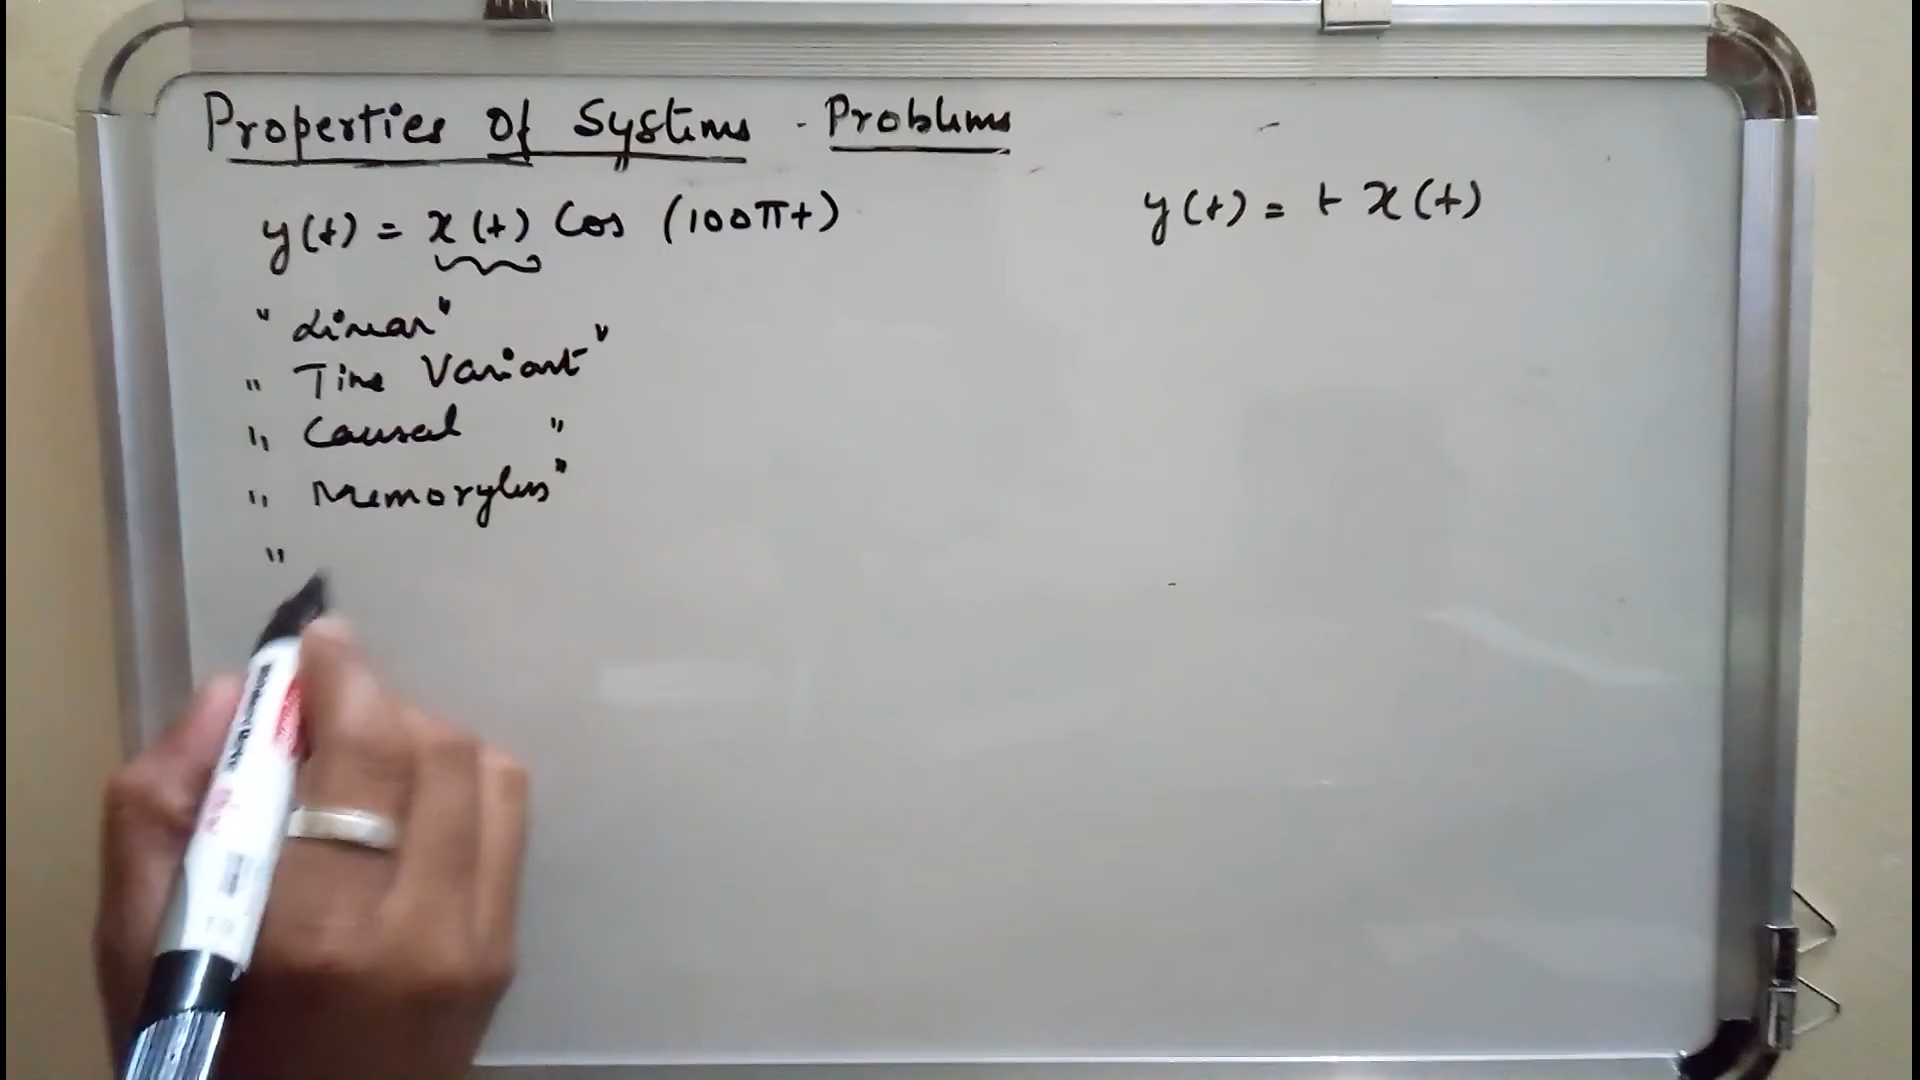 Properties Of Systems - Problems
y(t) = x(t) Cos (100πt)
y(t) = t x(t)
" Linear "
" Time Variant "
" Causal "
" Memoryless "
"